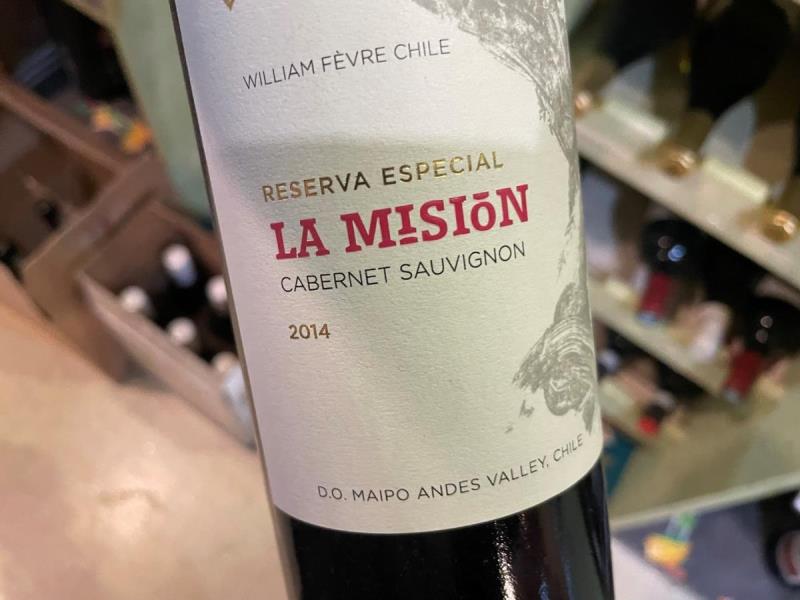 WILLIAM FÈVRE CHILE
RESERVA ESPECIAL
LA MISIōN
CABERNET SAUVIGNON
2014
D.O. MAIPO ANDES VALLEY, CHILE